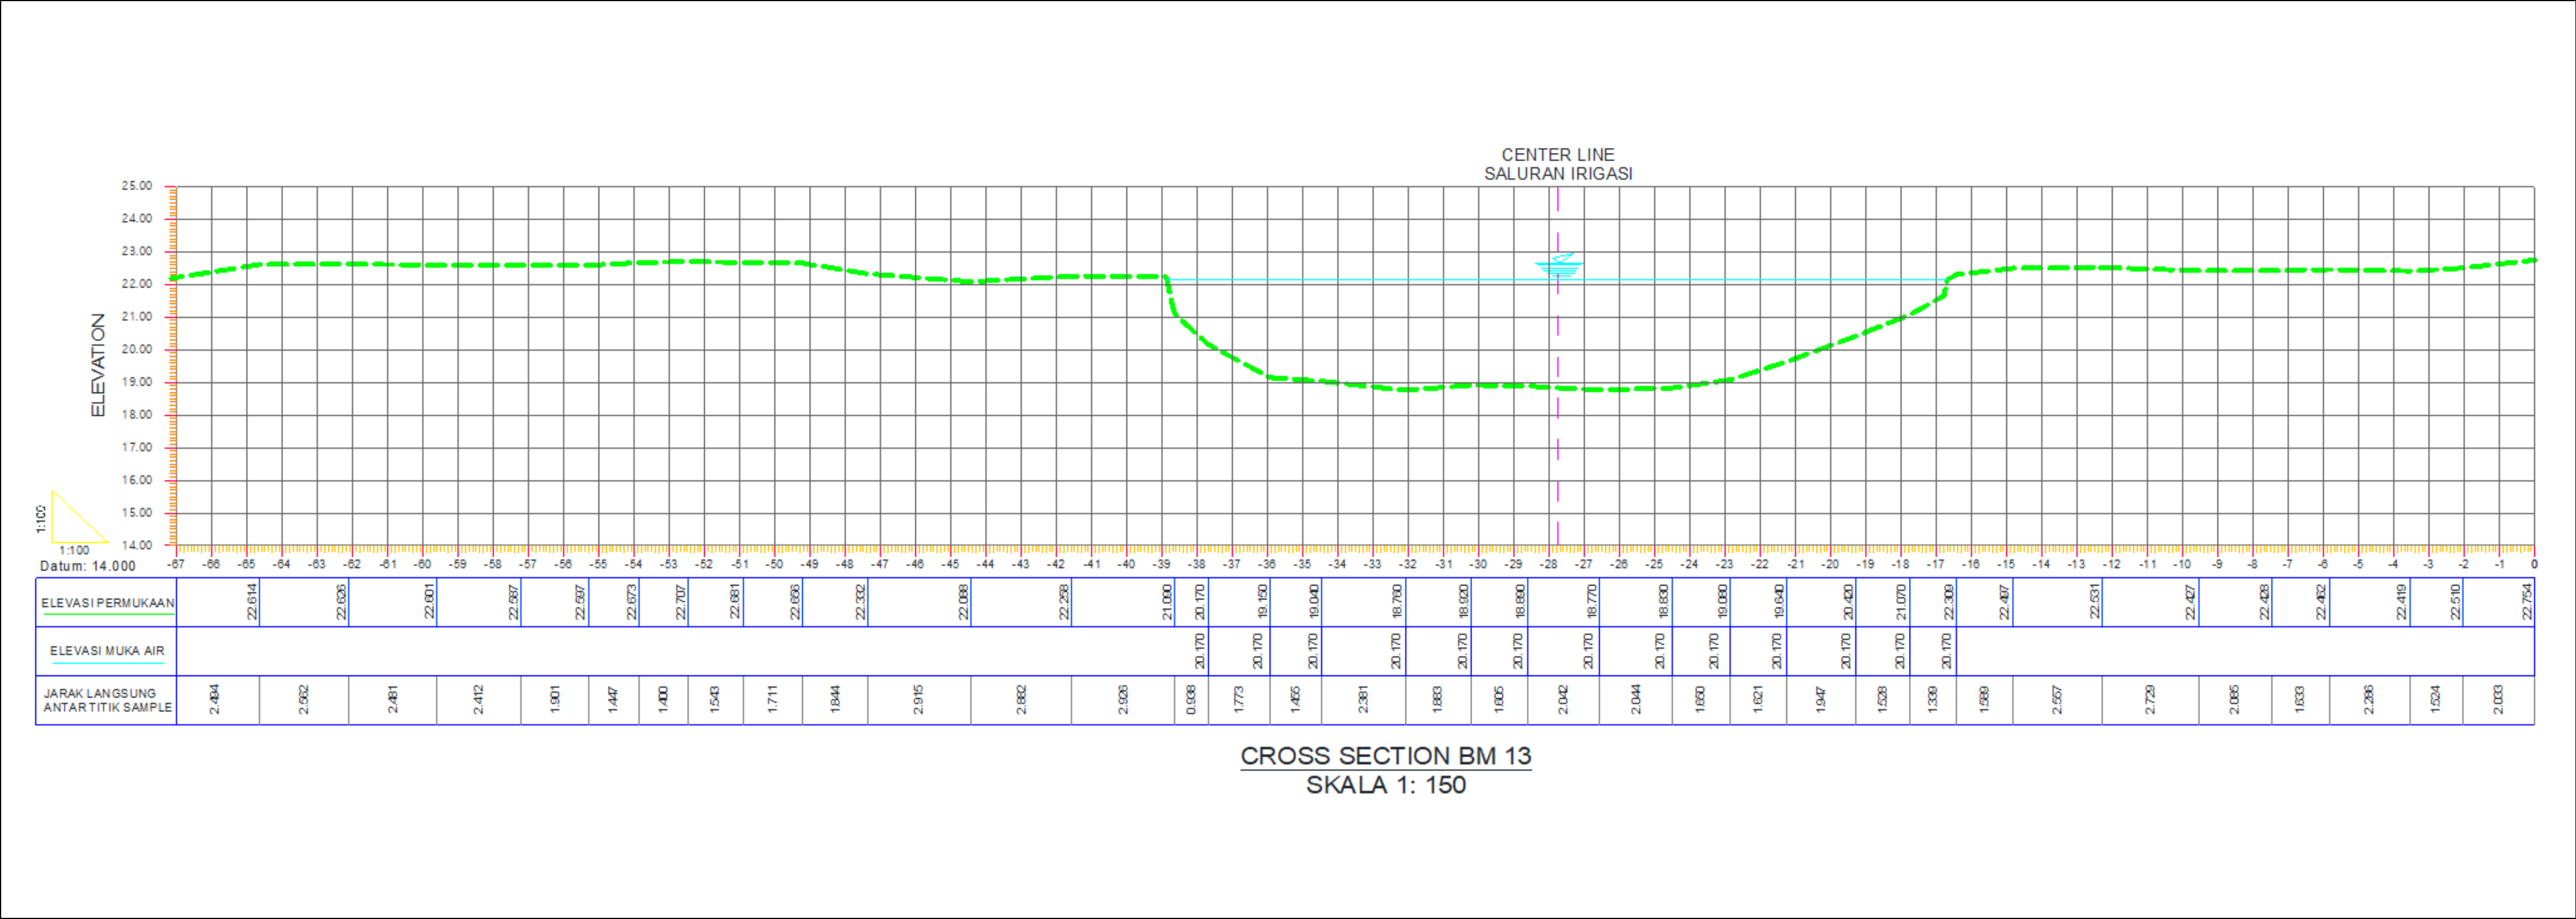 CENTER LINE
SALURAN IRIGASI
25.00
24.00
23.00
22.00
21.00
20.00
19.00
18.00
17.00
16.00
15.00
14.00
ELEVATION
1:100
1:100
Datum: 14.000
-67 -66 -65 -64 -63 -62 -61 -60 -59 -58 -57 -56 -55 -54 -53 -52 -51 -50 -49 -48 -47 -46 -45 -44 -43 -42 -41 -40 -39 -38 -37 -36 -35 -34 -33 -32 -31 -30 -29 -28 -27 -26 -25 -24 -23 -22 -21 -20 -19 -18 -17 -16 -15 -14 -13 -12 -11 -10 -9 -8 -7 -6 -5 -4 -3 -2 -1 0
ELEVASI PERMUKAAN 22.614 22.626 22.601 22.587 22.597 22.673 22.707 22.681 22.656 22.332 22.088 22.258 21.090 20.170 19.150 19.040 18.760 18.920 18.890 18.770 18.830 19.080 19.640 20.420 21.070 22.309 22.497 22.531 22.427 22.428 22.462 22.419 22.510 22.754
ELEVASI MUKA AIR 20.170 20.170 20.170 20.170 20.170 20.170 20.170 20.170 20.170 20.170 20.170 20.170 20.170
JARAK LANGSUNG
ANTAR TITIK SAMPLE 2.494 2.562 2.481 2.412 1.901 1.447 1.400 1.543 1.711 1.844 2.915 2.882 2.926 0.938 1.773 1.455 2.381 1.883 1.605 2.042 2.044 1.650 1.621 1.947 1.528 1.339 1.589 2.557 2.729 2.085 1.633 2.286 1.524 2.033
CROSS SECTION BM 13
SKALA 1: 150